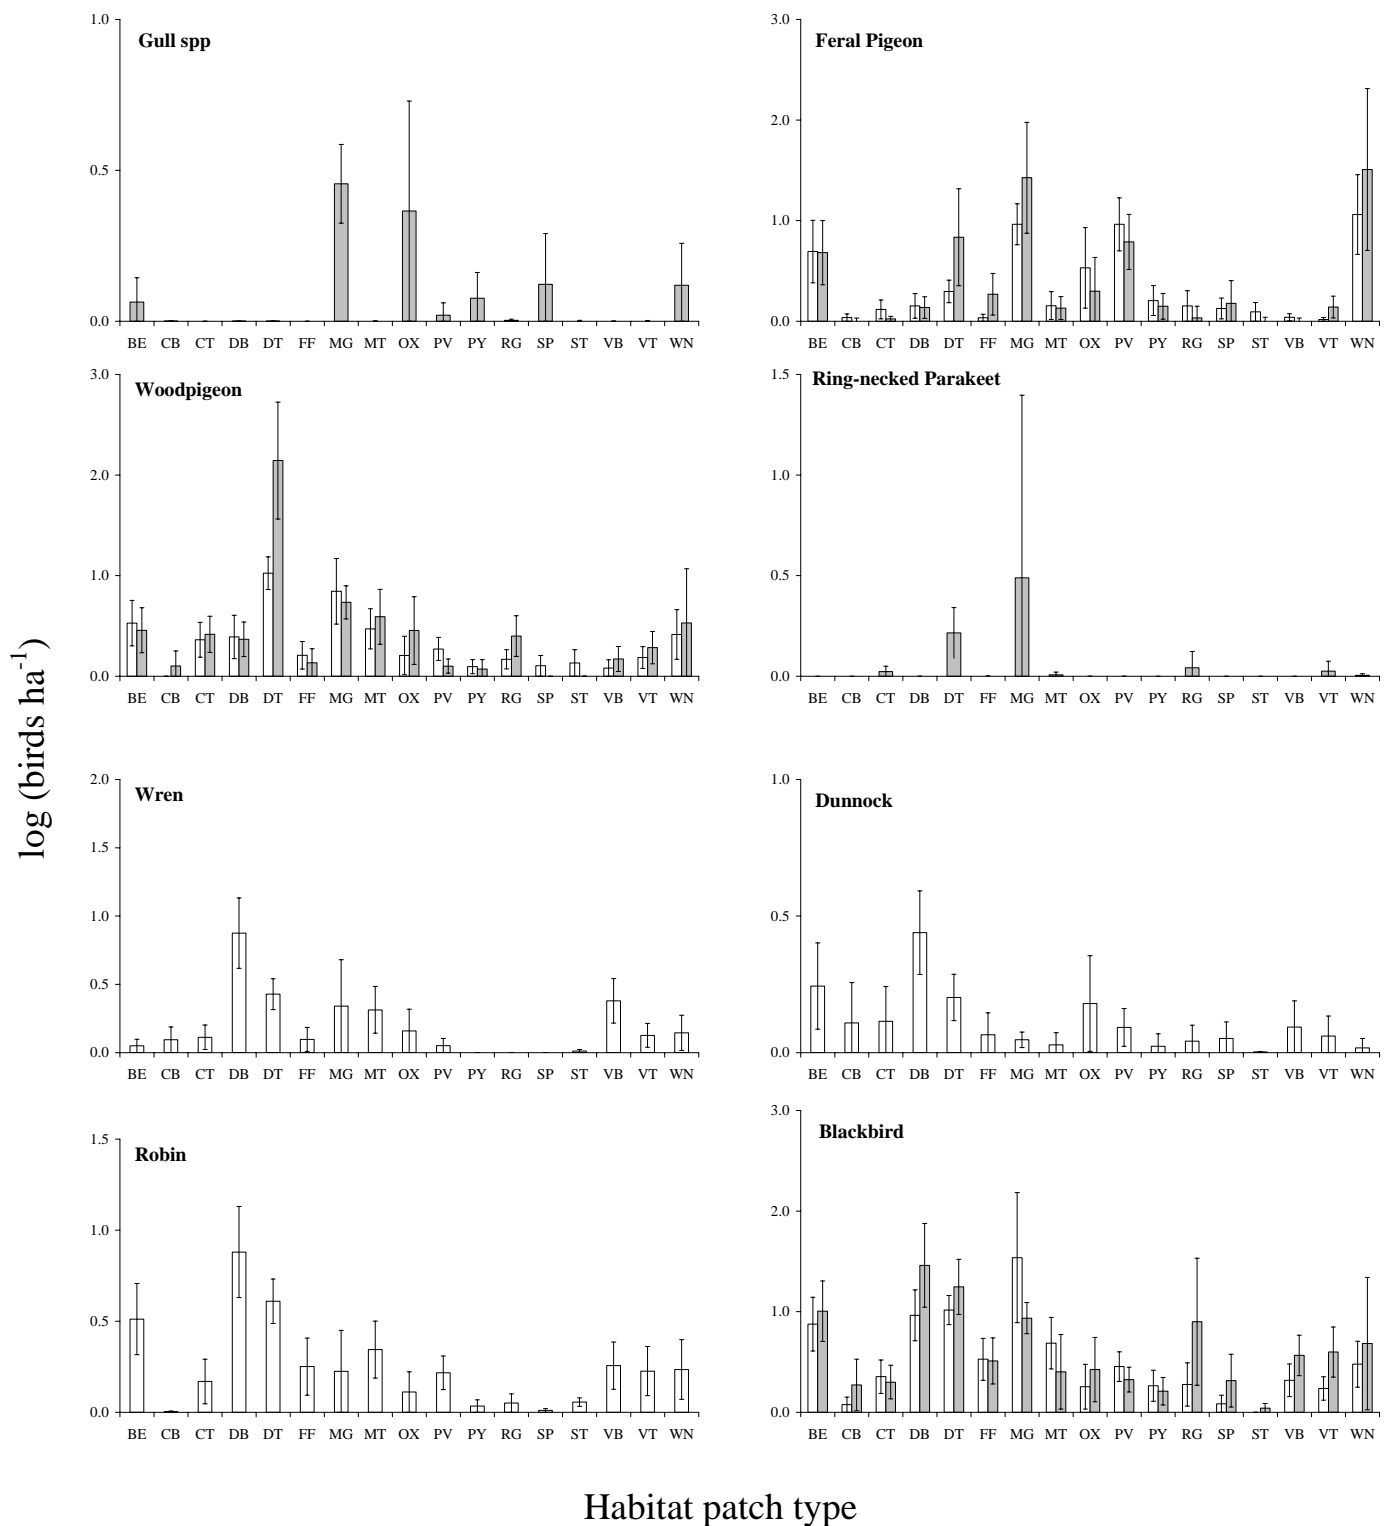 Gull spp
1.0
0.5
0.0
BE CB CT DB DT FF MG MT OX PV PY RG SP ST VB VT WN
Feral Pigeon
3.0
2.0
1.0
0.0
BE CB CT DB DT FF MG MT OX PV PY RG SP ST VB VT WN
Woodpigeon
3.0
2.0
1.0
0.0
BE CB CT DB DT FF MG MT OX PV PY RG SP ST VB VT WN
Ring-necked Parakeet
1.5
1.0
0.5
0.0
BE CB CT DB DT FF MG MT OX PV PY RG SP ST VB VT WN
log (birds ha⁻¹)
Wren
2.0
1.5
1.0
0.5
0.0
BE CB CT DB DT FF MG MT OX PV PY RG SP ST VB VT WN
Dunnock
1.0
0.5
0.0
BE CB CT DB DT FF MG MT OX PV PY RG SP ST VB VT WN
Robin
1.5
1.0
0.5
0.0
BE CB CT DB DT FF MG MT OX PV PY RG SP ST VB VT WN
Blackbird
3.0
2.0
1.0
0.0
BE CB CT DB DT FF MG MT OX PV PY RG SP ST VB VT WN
Habitat patch type